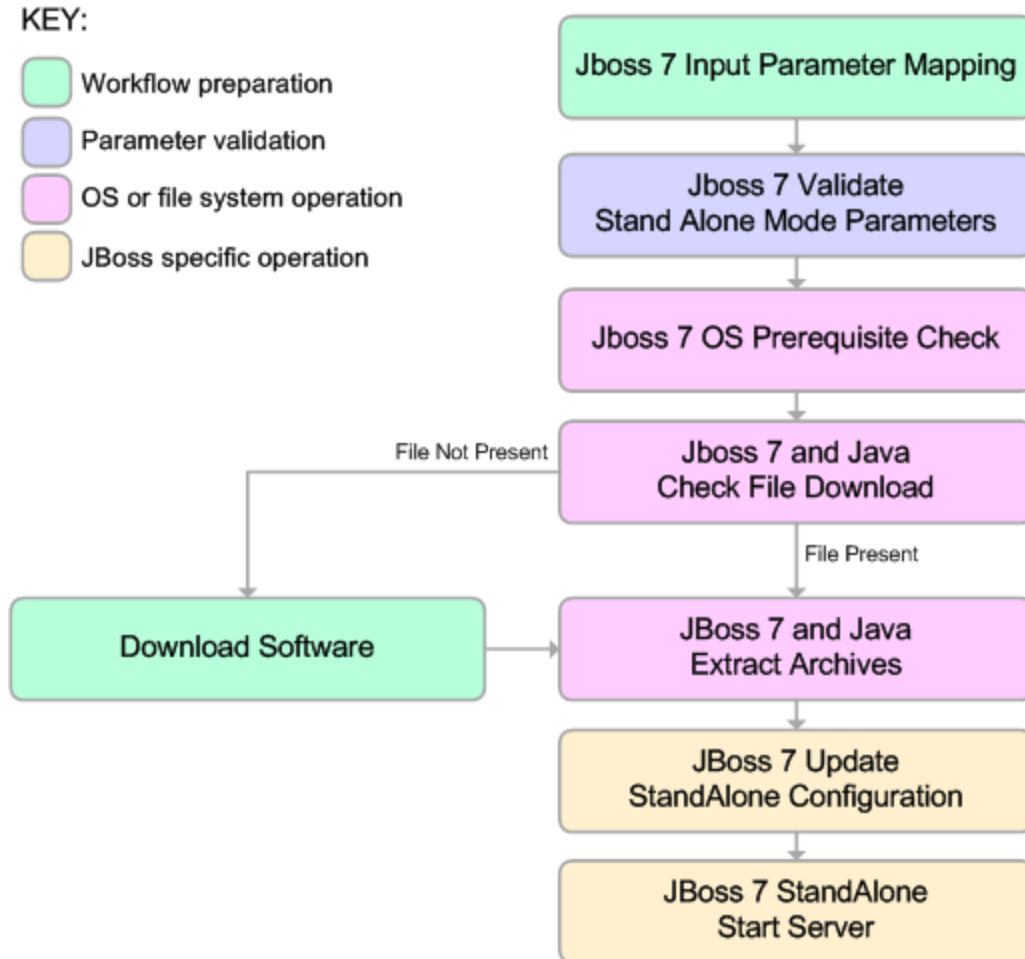 KEY:
Workflow preparation
Parameter validation
OS or file system operation
JBoss specific operation
Jboss 7 Input Parameter Mapping
Jboss 7 Validate
Stand Alone Mode Parameters
Jboss 7 OS Prerequisite Check
Jboss 7 and Java
Check File Download
File Not Present
File Present
Download Software
JBoss 7 and Java
Extract Archives
JBoss 7 Update
StandAlone Configuration
JBoss 7 StandAlone
Start Server